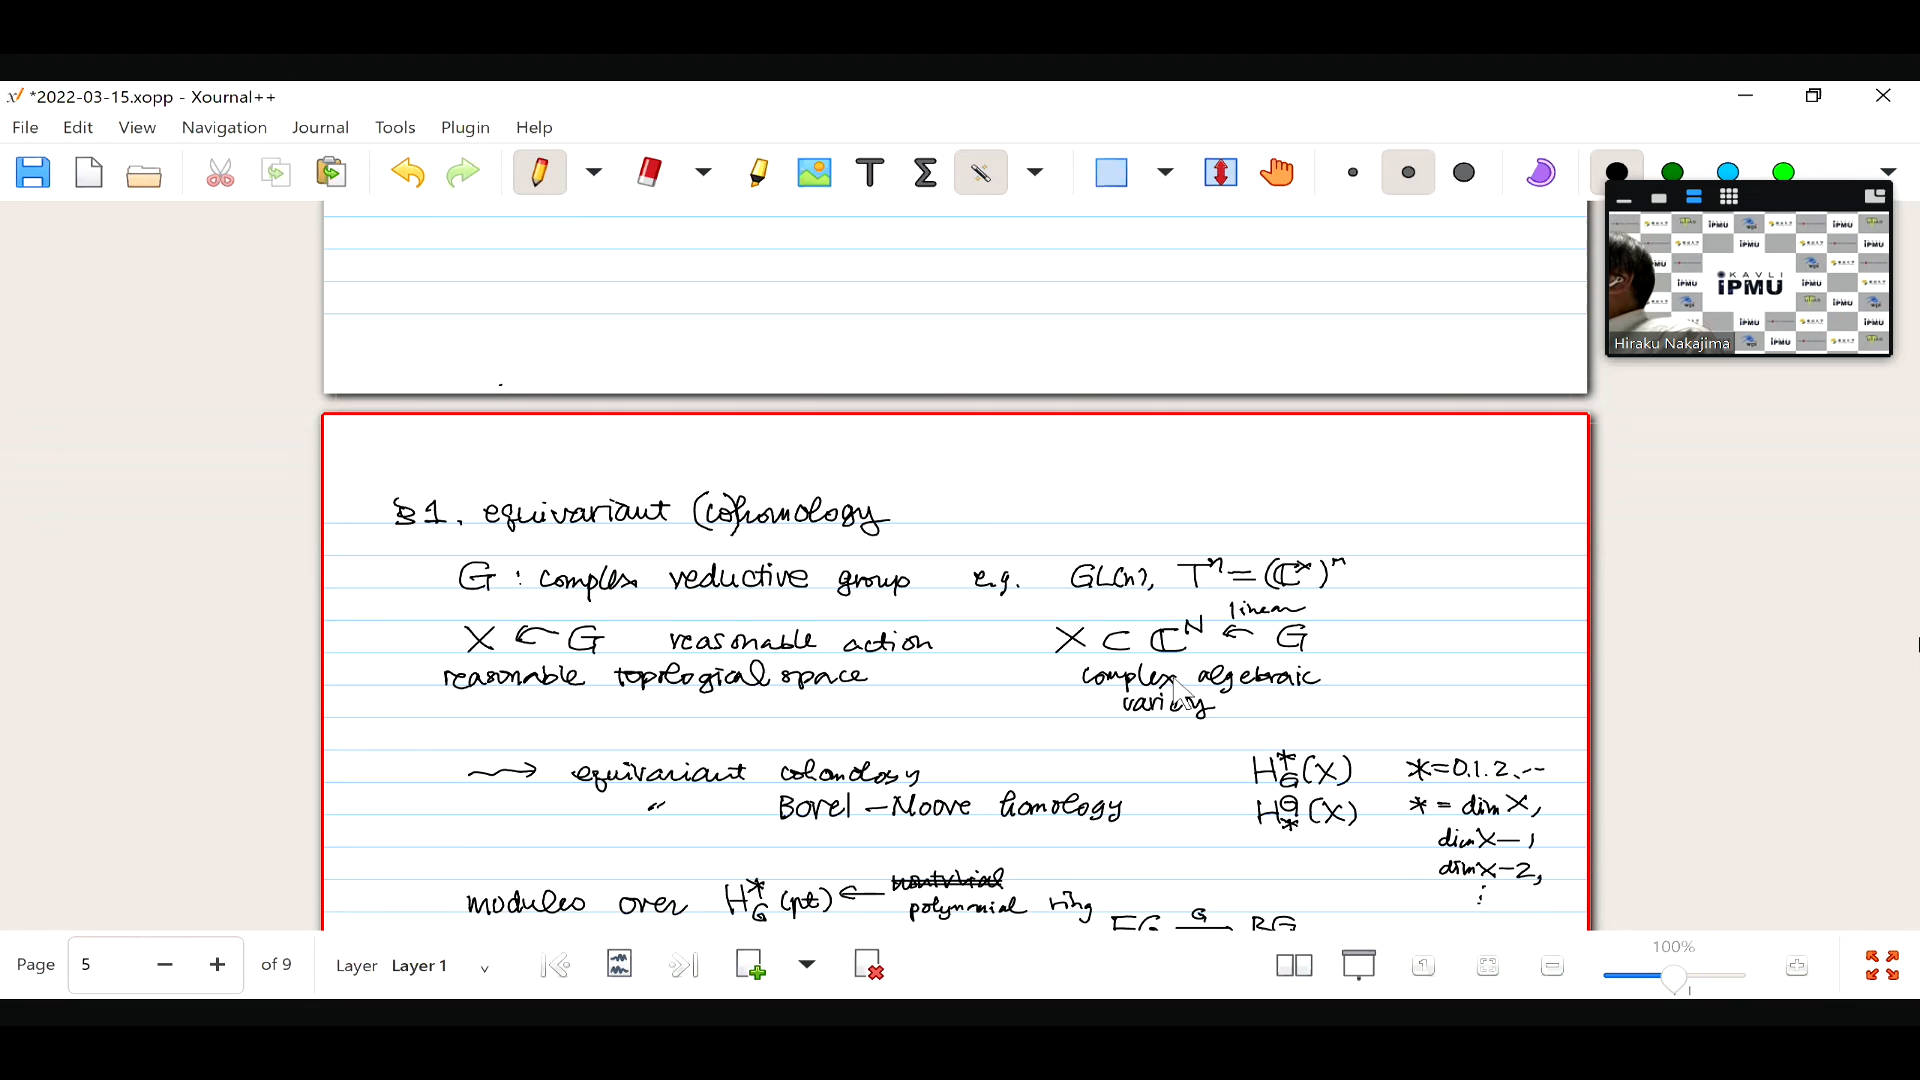 *2022-03-15.xopp - Xournal++
File Edit View Navigation Journal Tools Plugin Help
KAVLI
iPMU
Hiraku Nakajima
§1. equivariant (co)homology
G : complex reductive group e.g. GL(n), Tⁿ = (ℂ^×)ⁿ
linear
X ↶ G reasonable action X ⊂ ℂ^N ↶ G
reasonable topological space complex algebraic
variety
⇝ equivariant cohomology H^*_G(X) *=0.1.2.---
〃 Borel-Moore homology H^G_*(X) * = dim X,
dim X-1,
dim X-2,
⋮
modules over H^*_G(pt) ← polynomial ring
EG —G→ BG
Page 5 of 9 Layer Layer 1 100%